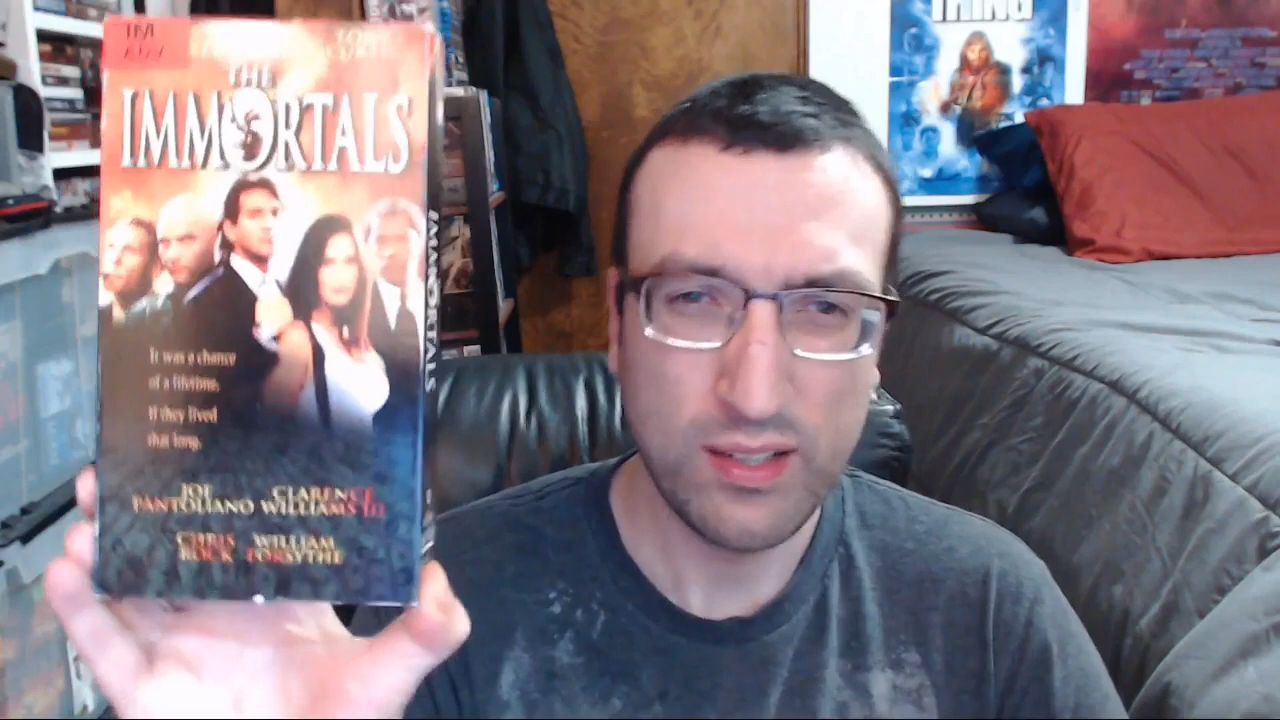 THE
IMMORTALS
IMMORTALS
It was a chance
of a lifetime.
If they lived
that long.
JOE CLARENCE
PANTOLIANO WILLIAMS III
CHRIS WILLIAM
ROCK FORSYTHE
THING